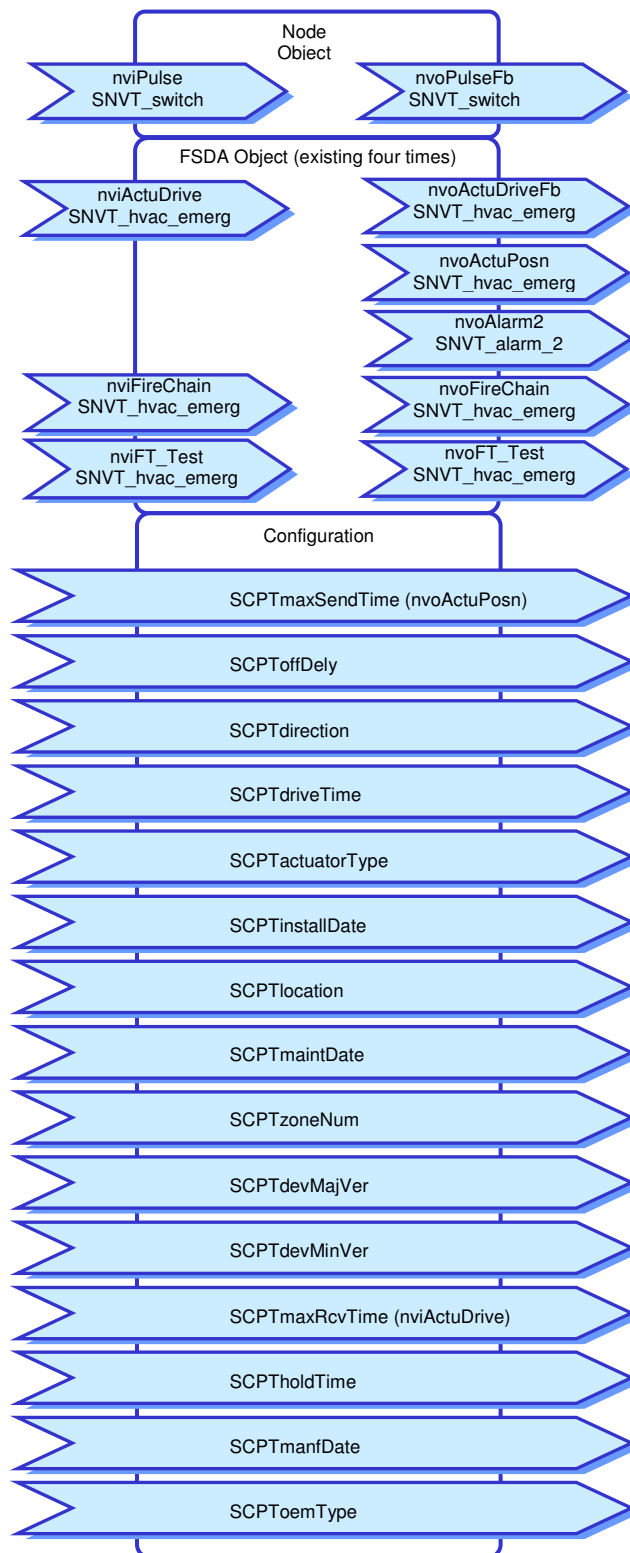 Node
Object
nviPulse
SNVT_switch
nvoPulseFb
SNVT_switch
FSDA Object (existing four times)
nviActuDrive
SNVT_hvac_emerg
nvoActuDriveFb
SNVT_hvac_emerg
nvoActuPosn
SNVT_hvac_emerg
nvoAlarm2
SNVT_alarm_2
nviFireChain
SNVT_hvac_emerg
nvoFireChain
SNVT_hvac_emerg
nviFT_Test
SNVT_hvac_emerg
nvoFT_Test
SNVT_hvac_emerg
Configuration
SCPTmaxSendTime (nvoActuPosn)
SCPToffDely
SCPTdirection
SCPTdriveTime
SCPTactuatorType
SCPTinstallDate
SCPTlocation
SCPTmaintDate
SCPTzoneNum
SCPTdevMajVer
SCPTdevMinVer
SCPTmaxRcvTime (nviActuDrive)
SCPTholdTime
SCPTmanfDate
SCPToemType